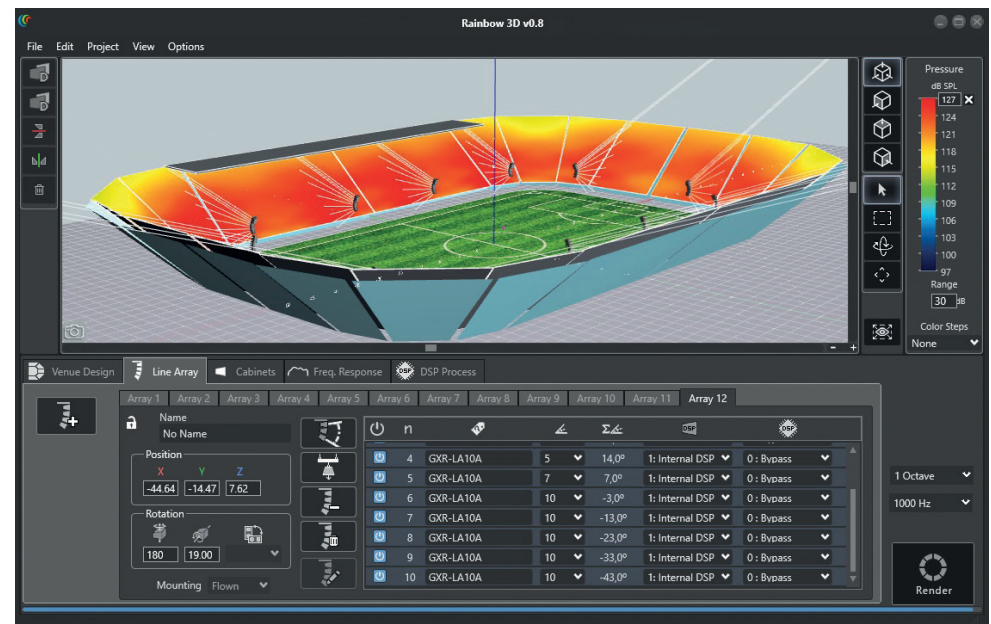 Rainbow 3D v0.8
File Edit Project View Options
Pressure
dB SPL
127
124
121
118
115
112
109
106
103
100
97
Range
30 dB
Color Steps
None
Venue Design Line Array Cabinets Freq. Response DSP DSP Process
Array 1 Array 2 Array 3 Array 4 Array 5 Array 6 Array 7 Array 8 Array 9 Array 10 Array 11 Array 12
Name
No Name
Position
X Y Z
-44.64 -14.47 7.62
Rotation
180 19.00
Mounting Flown
n Σ DSP DSP
4 GXR-LA10A 5 14,0º 1: Internal DSP 0 : Bypass
5 GXR-LA10A 7 7,0º 1: Internal DSP 0 : Bypass
6 GXR-LA10A 10 -3,0º 1: Internal DSP 0 : Bypass
7 GXR-LA10A 10 -13,0º 1: Internal DSP 0 : Bypass
8 GXR-LA10A 10 -23,0º 1: Internal DSP 0 : Bypass
9 GXR-LA10A 10 -33,0º 1: Internal DSP 0 : Bypass
10 GXR-LA10A 10 -43,0º 1: Internal DSP 0 : Bypass
1 Octave
1000 Hz
Render